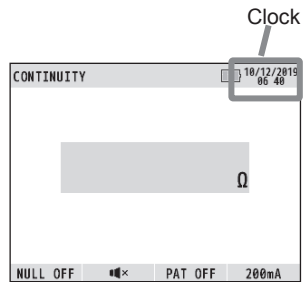 Clock
CONTINUITY 10/12/2019
06 40
Ω
NULL OFF × PAT OFF 200mA